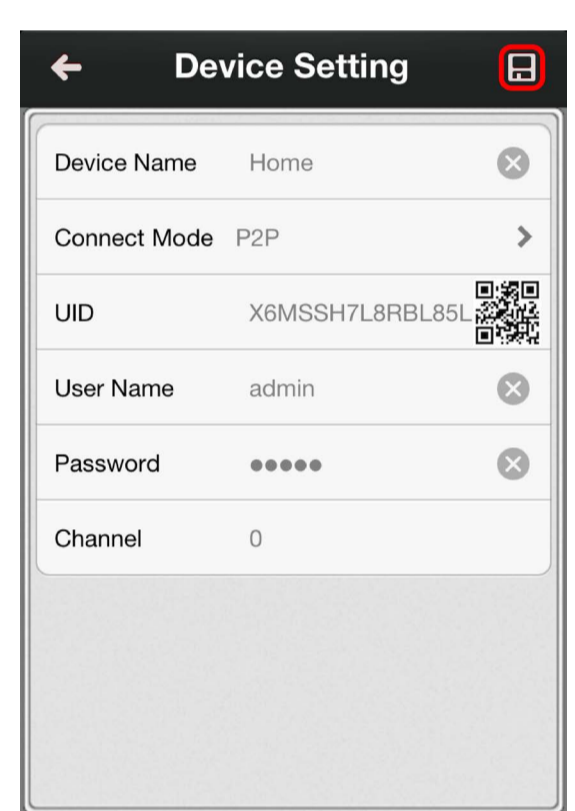 Device Setting
Device Name Home
Connect Mode P2P
UID X6MSSH7L8RBL85L
User Name admin
Password ●●●●●
Channel 0